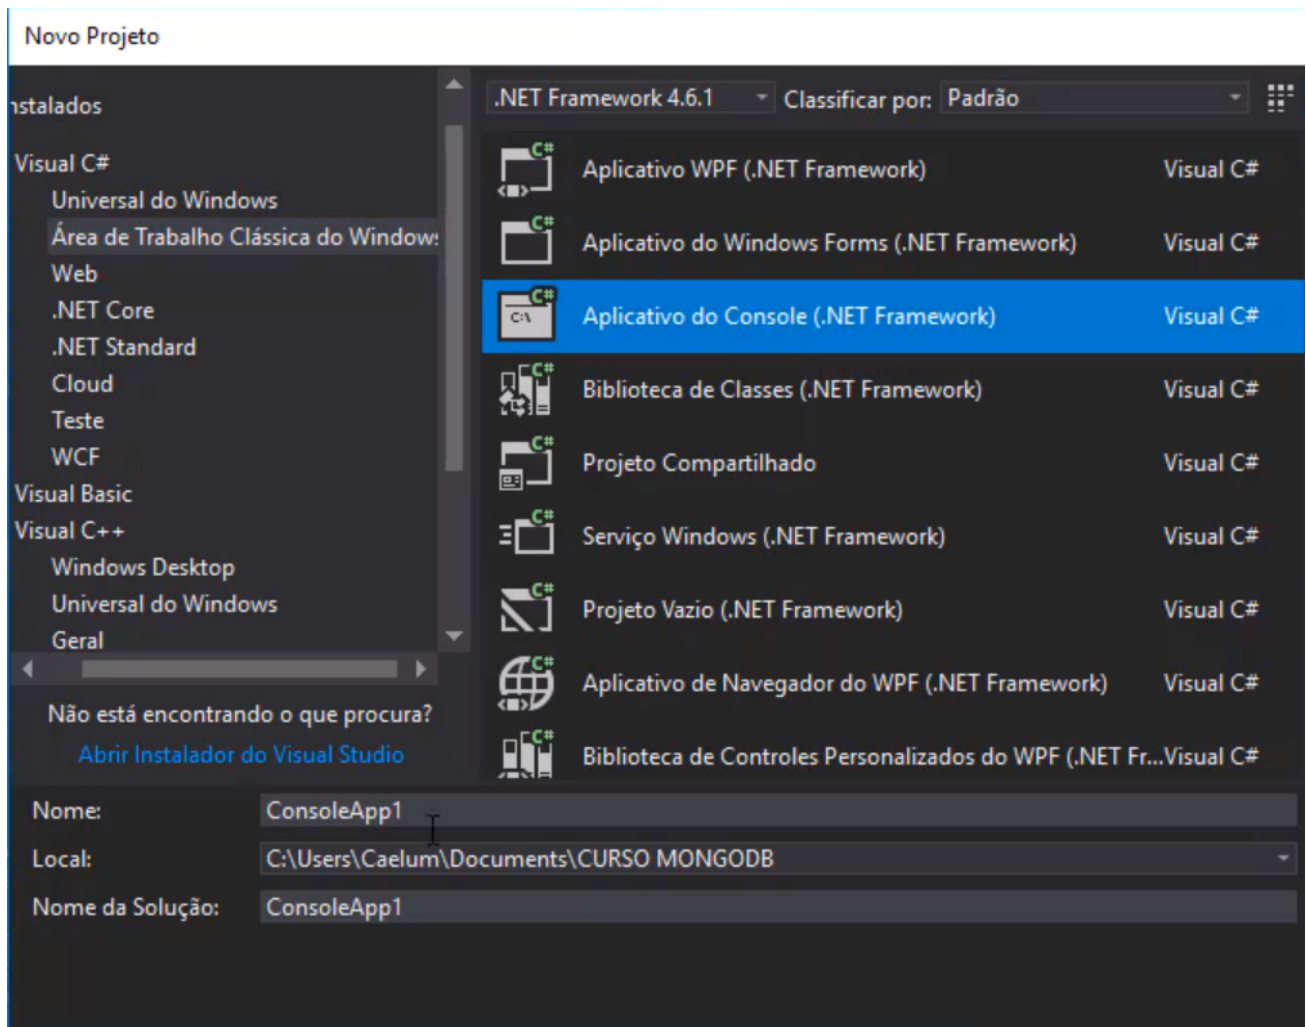 Novo Projeto
nstalados
Visual C#
Universal do Windows
Área de Trabalho Clássica do Windows
Web
.NET Core
.NET Standard
Cloud
Teste
WCF
Visual Basic
Visual C++
Windows Desktop
Universal do Windows
Geral
Não está encontrando o que procura?
Abrir Instalador do Visual Studio
.NET Framework 4.6.1 Classificar por: Padrão
C# Aplicativo WPF (.NET Framework) Visual C#
C# Aplicativo do Windows Forms (.NET Framework) Visual C#
C# C:\ Aplicativo do Console (.NET Framework) Visual C#
C# Biblioteca de Classes (.NET Framework) Visual C#
C# Projeto Compartilhado Visual C#
C# Serviço Windows (.NET Framework) Visual C#
C# Projeto Vazio (.NET Framework) Visual C#
C# Aplicativo de Navegador do WPF (.NET Framework) Visual C#
C# Biblioteca de Controles Personalizados do WPF (.NET Fr...Visual C#
Nome: ConsoleApp1
Local: C:\Users\Caelum\Documents\CURSO MONGODB
Nome da Solução: ConsoleApp1